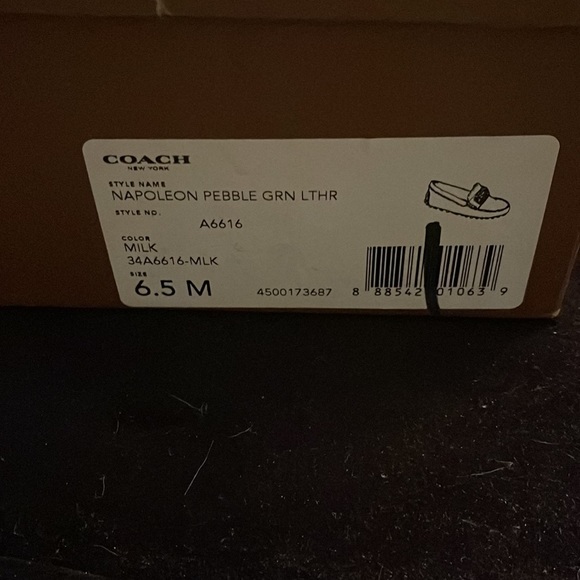 COACH
NEW YORK
STYLE NAME
NAPOLEON PEBBLE GRN LTHR
STYLE NO.
A6616
COLOR
MILK
34A6616-MLK
SIZE
6.5 M
4500173687
8 88542 01063 9